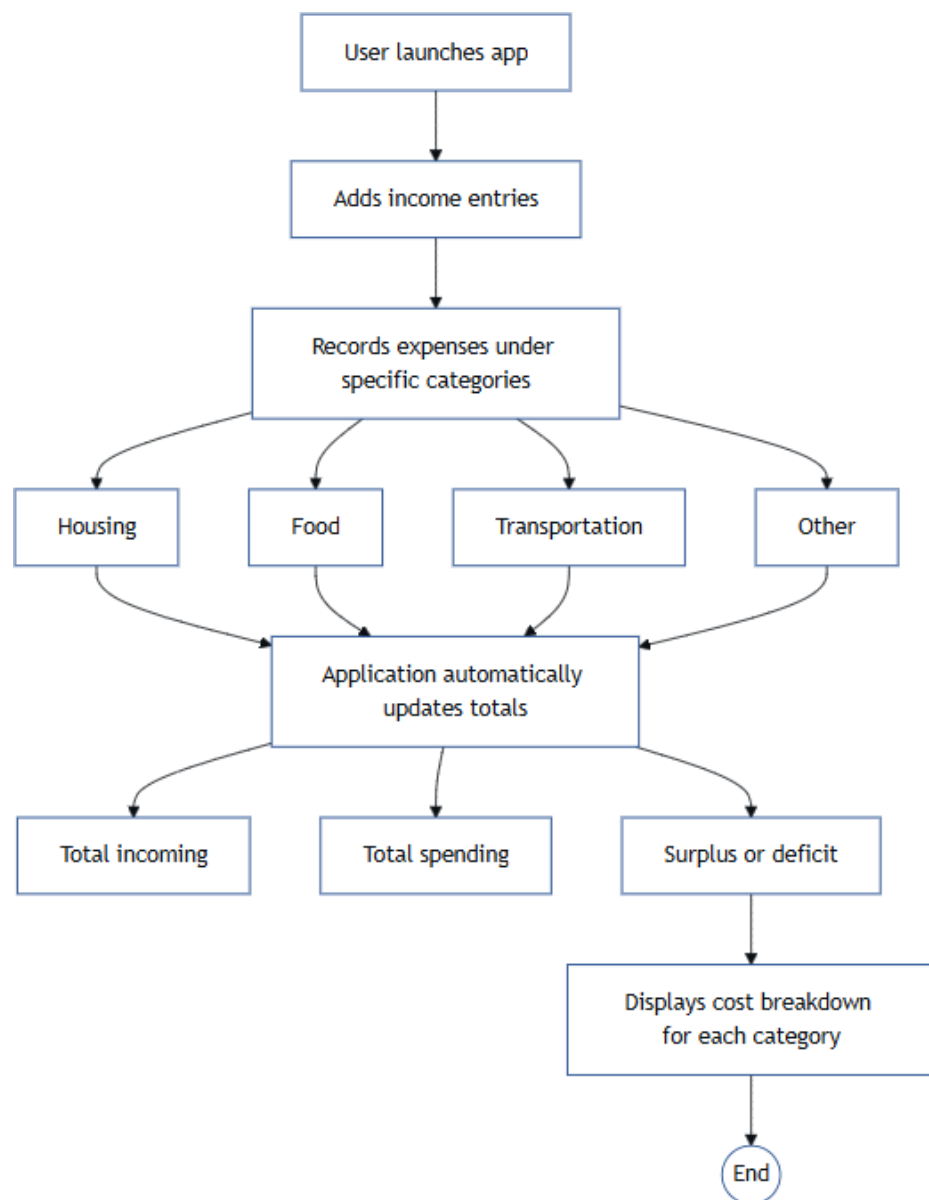 User launches app
Adds income entries
Records expenses under
specific categories
Housing
Food
Transportation
Other
Application automatically
updates totals
Total incoming
Total spending
Surplus or deficit
Displays cost breakdown
for each category
End